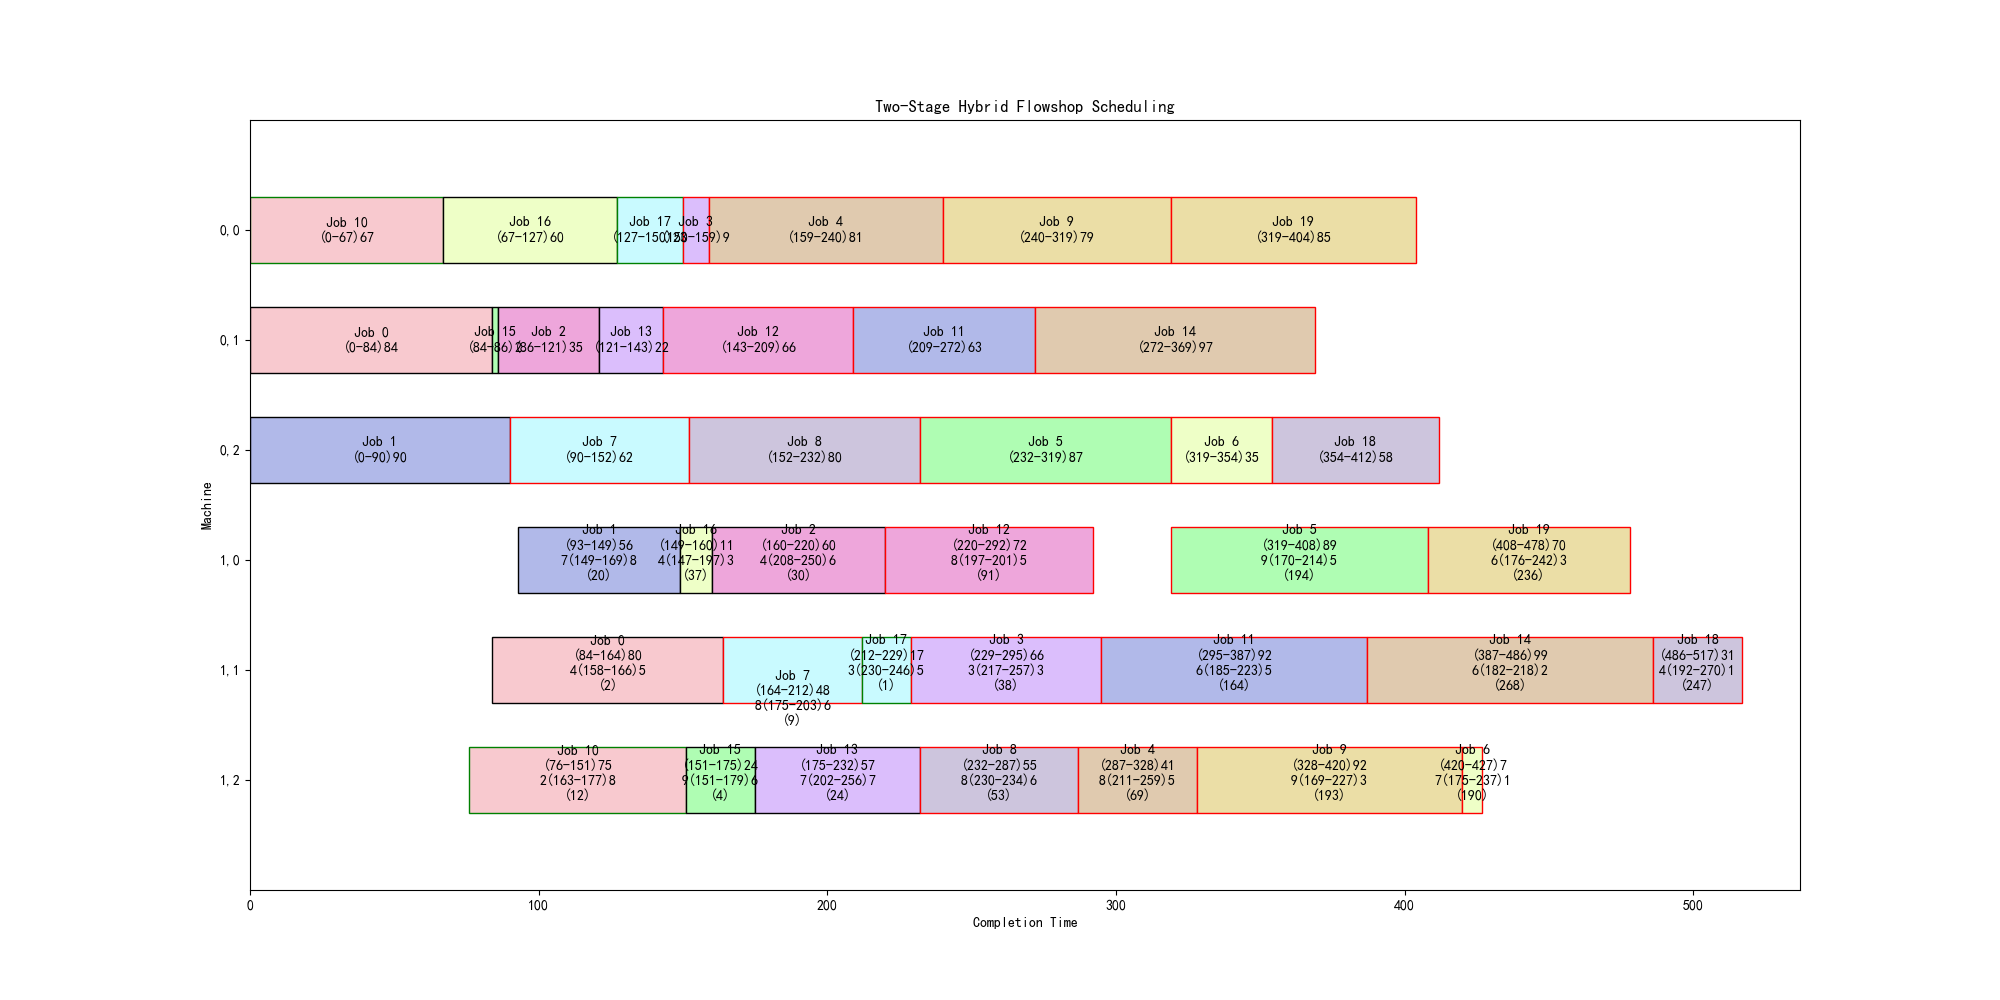 Two-Stage Hybrid Flowshop Scheduling
0,0
Job 10
(0-67)67
Job 16
(67-127)60
Job 17
(127-150)23
Job 3
(150-159)9
Job 4
(159-240)81
Job 9
(240-319)79
Job 19
(319-404)85
0,1
Job 0
(0-84)84
Job 15
(84-86)2
Job 2
(86-121)35
Job 13
(121-143)22
Job 12
(143-209)66
Job 11
(209-272)63
Job 14
(272-369)97
0,2
Job 1
(0-90)90
Job 7
(90-152)62
Job 8
(152-232)80
Job 5
(232-319)87
Job 6
(319-354)35
Job 18
(354-412)58
Machine
1,0
Job 1
(93-149)56
7(149-169)8
(20)
Job 16
(149-160)11
4(147-197)3
(37)
Job 2
(160-220)60
4(208-250)6
(30)
Job 12
(220-292)72
8(197-201)5
(91)
Job 5
(319-408)89
9(170-214)5
(194)
Job 19
(408-478)70
6(176-242)3
(236)
1,1
Job 0
(84-164)80
4(158-166)5
(2)
Job 7
(164-212)48
8(175-203)6
(9)
Job 17
(212-229)17
3(230-246)5
(1)
Job 3
(229-295)66
3(217-257)3
(38)
Job 11
(295-387)92
6(185-223)5
(164)
Job 14
(387-486)99
6(182-218)2
(268)
Job 18
(486-517)31
4(192-270)1
(247)
1,2
Job 10
(76-151)75
2(163-177)8
(12)
Job 15
(151-175)24
9(151-179)6
(4)
Job 13
(175-232)57
7(202-256)7
(24)
Job 8
(232-287)55
8(230-234)6
(53)
Job 4
(287-328)41
8(211-259)5
(69)
Job 9
(328-420)92
9(169-227)3
(193)
Job 6
(420-427)7
7(175-237)1
(190)
0
100
200
300
400
500
Completion Time